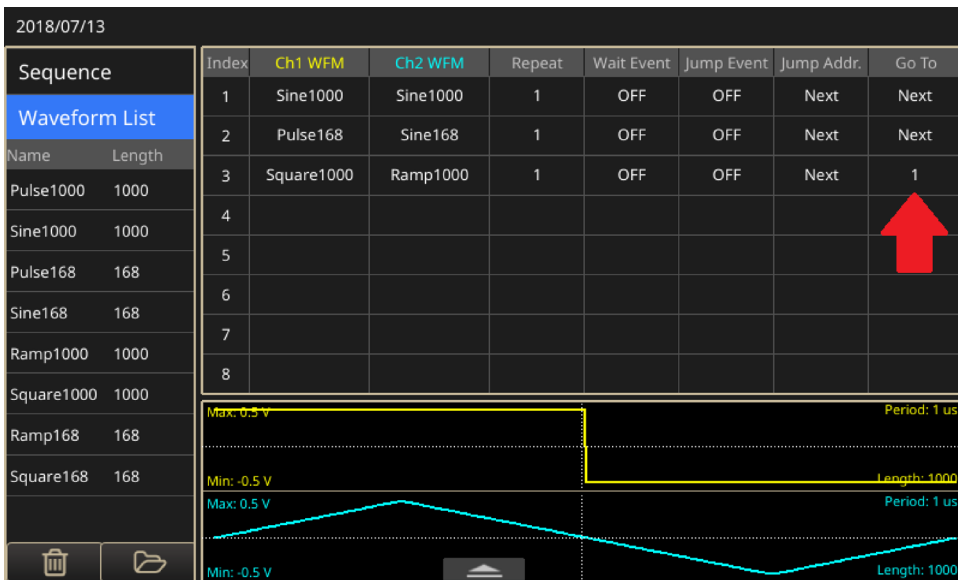 2018/07/13
Sequence
Waveform List
Name Length
Pulse1000 1000
Sine1000 1000
Pulse168 168
Sine168 168
Ramp1000 1000
Square1000 1000
Ramp168 168
Square168 168
Index Ch1 WFM Ch2 WFM Repeat Wait Event Jump Event Jump Addr. Go To
1 Sine1000 Sine1000 1 OFF OFF Next Next
2 Pulse168 Sine168 1 OFF OFF Next Next
3 Square1000 Ramp1000 1 OFF OFF Next 1
4
5
6
7
8
Max: 0.5 V Period: 1 us
Min: -0.5 V Length: 1000
Max: 0.5 V Period: 1 us
Min: -0.5 V Length: 1000